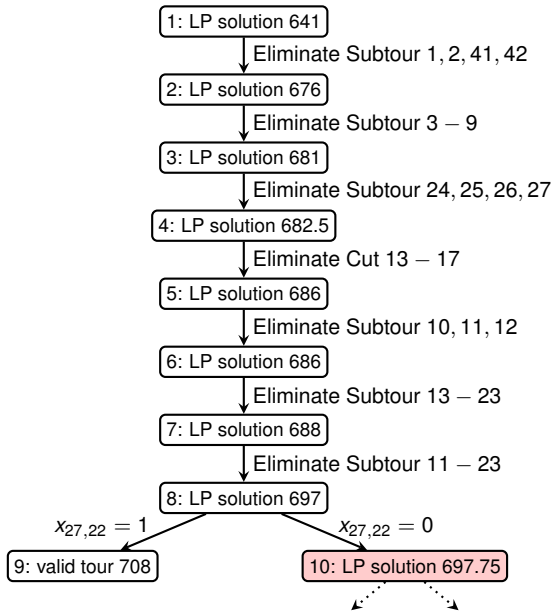 1: LP solution 641
Eliminate Subtour 1, 2, 41, 42
2: LP solution 676
Eliminate Subtour 3 − 9
3: LP solution 681
Eliminate Subtour 24, 25, 26, 27
4: LP solution 682.5
Eliminate Cut 13 − 17
5: LP solution 686
Eliminate Subtour 10, 11, 12
6: LP solution 686
Eliminate Subtour 13 − 23
7: LP solution 688
Eliminate Subtour 11 − 23
8: LP solution 697
x27,22 = 1 x27,22 = 0
9: valid tour 708 10: LP solution 697.75